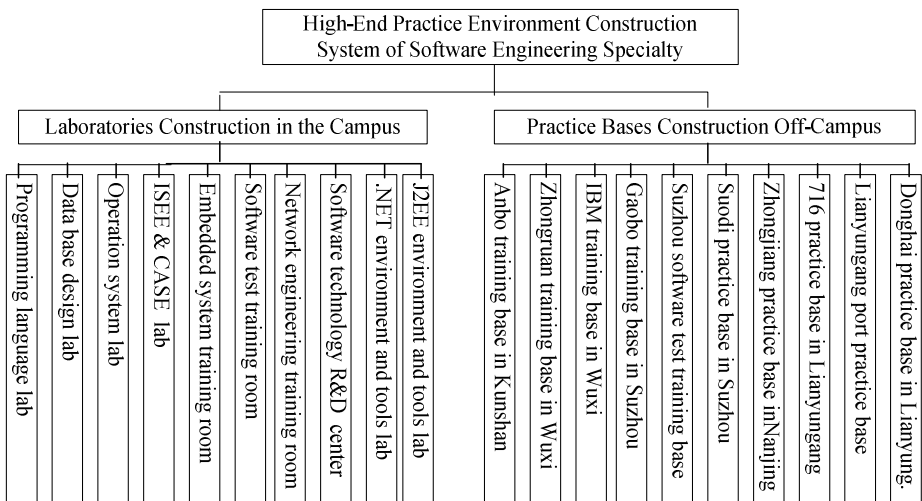 High-End Practice Environment Construction
System of Software Engineering Specialty
Laboratories Construction in the Campus
Practice Bases Construction Off-Campus
Programming language lab
Data base design lab
Operation system lab
ISEE & CASE lab
Embedded system training room
Software test training room
Network engineering training room
Software technology R&D center
.NET environment and tools lab
J2EE environment and tools lab
Anbo training base in Kunshan
Zhongruan training base in Wuxi
IBM training base in Wuxi
Gaobo training base in Suzhou
Suzhou software test training base
Suodi practice base in Suzhou
Zhongjiang practice base inNanjing
716 practice base in Lianyungang
Lianyungang port practice base
Donghai practice base in Lianyung.